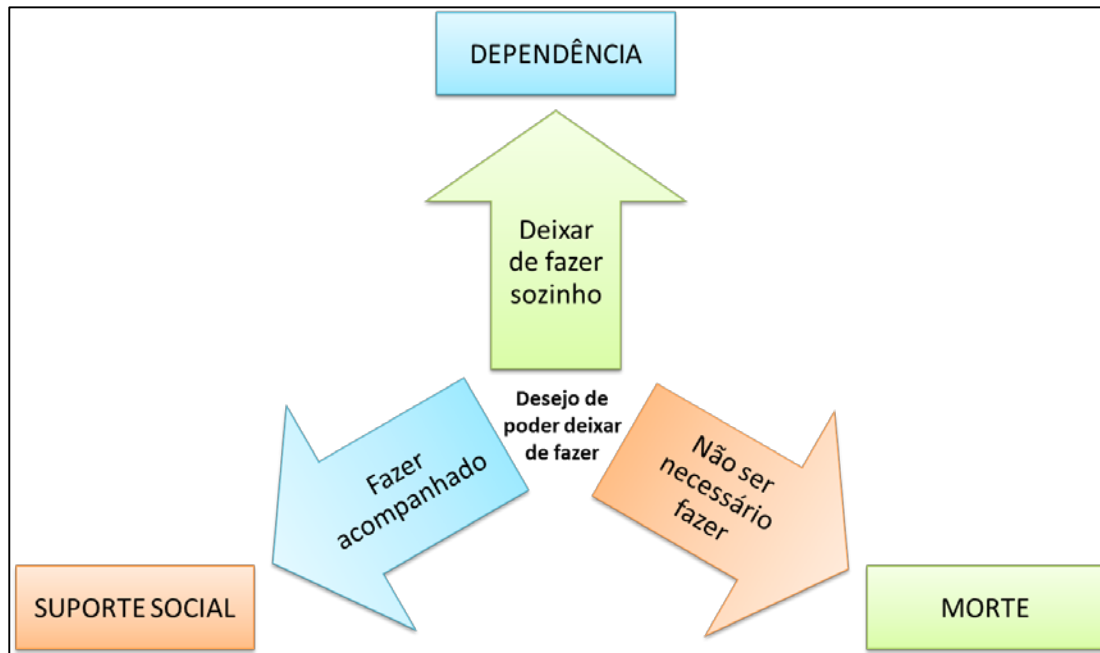 DEPENDÊNCIA
Deixar
de fazer
sozinho
Desejo de
poder deixar
de fazer
Fazer
acompanhado
Não ser
necessário
fazer
SUPORTE SOCIAL
MORTE